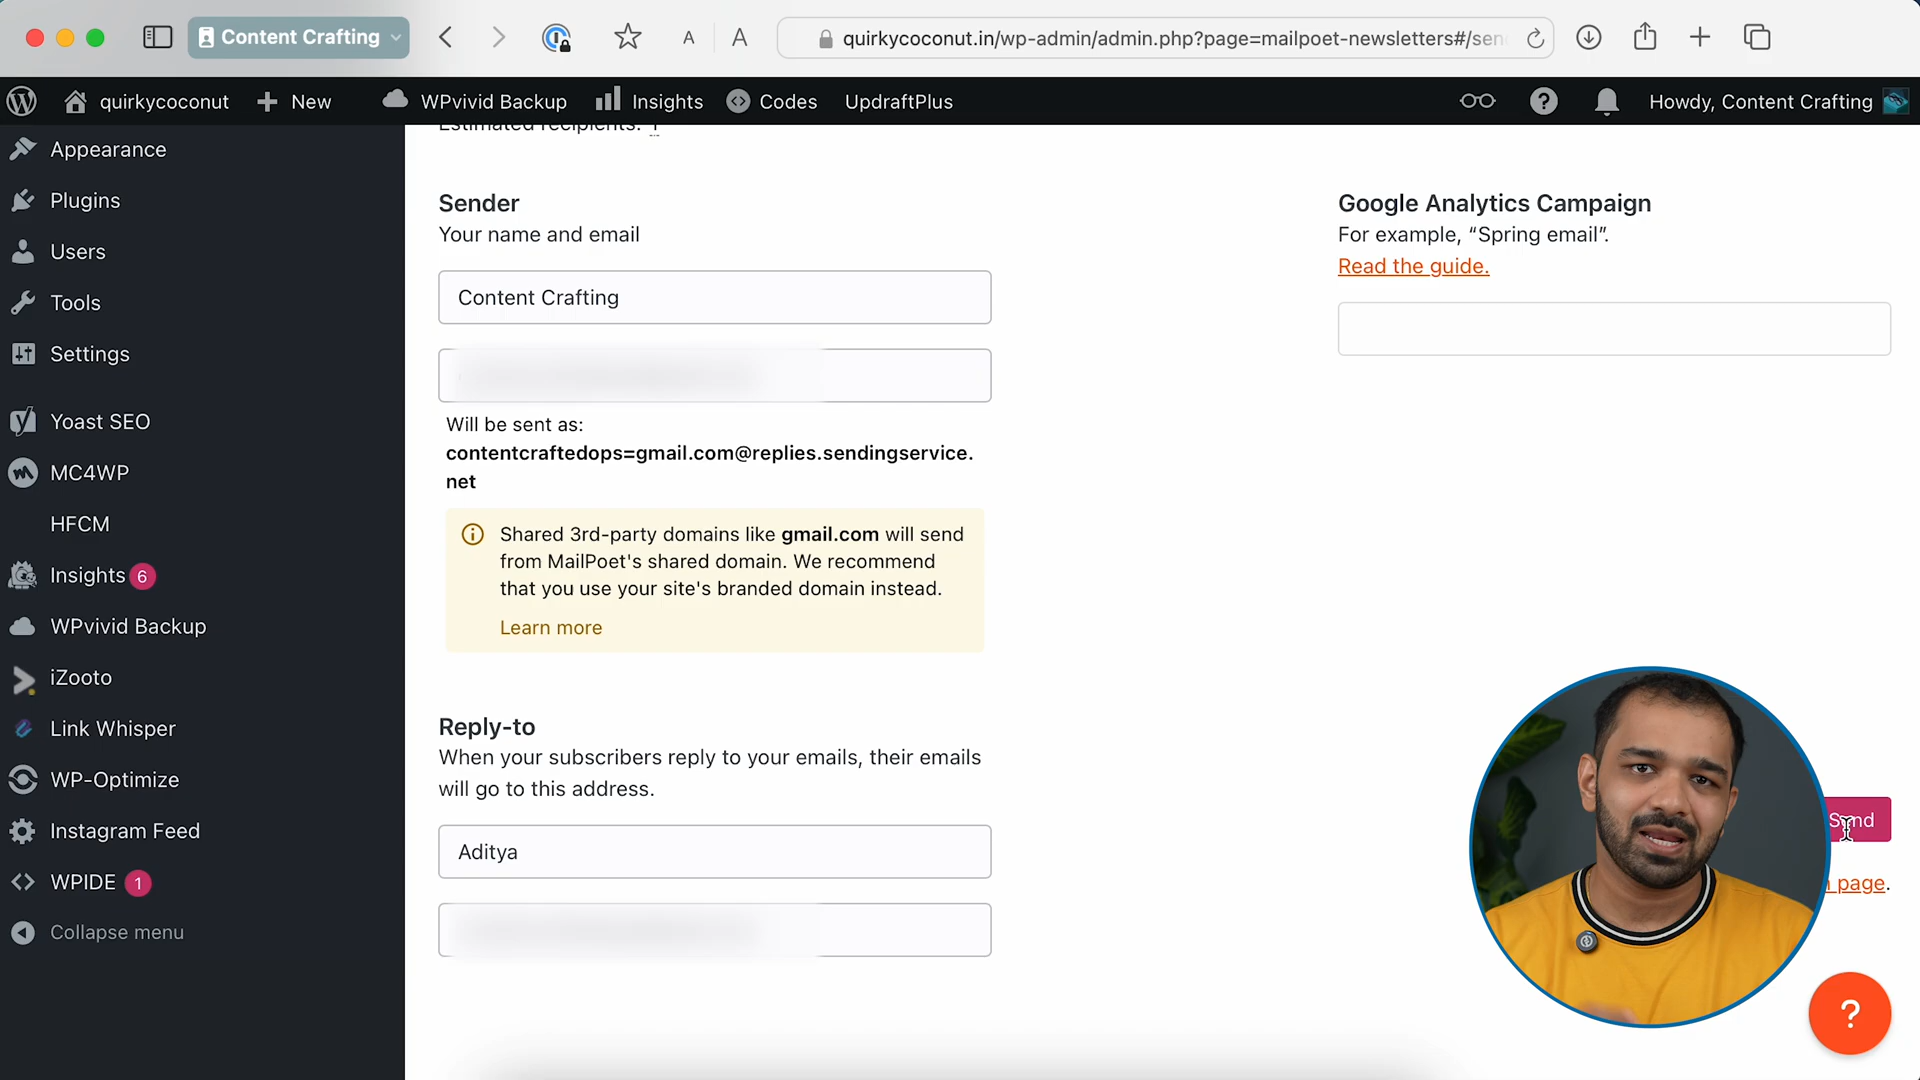 Content Crafting
A
A
quirkycoconut.in/wp-admin/admin.php?page=mailpoet-newsletters#/sen
quirkycoconut
New
WPvivid Backup
Insights
Codes
UpdraftPlus
Howdy, Content Crafting
Appearance
Plugins
Users
Tools
Settings
Yoast SEO
MC4WP
HFCM
Insights 6
WPvivid Backup
iZooto
Link Whisper
WP-Optimize
Instagram Feed
WPIDE 1
Collapse menu
Estimated recipients: 1
Sender
Your name and email
Content Crafting
Will be sent as:
contentcraftedops=gmail.com@replies.sendingservice.
net
Shared 3rd-party domains like gmail.com will send
from MailPoet's shared domain. We recommend
that you use your site's branded domain instead.
Learn more
Reply-to
When your subscribers reply to your emails, their emails
will go to this address.
Aditya
Google Analytics Campaign
For example, “Spring email”.
Read the guide.
Send
page.
?